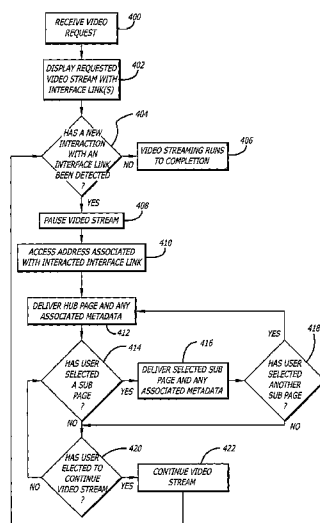 RECEIVE VIDEO
REQUEST
400
DISPLAY REQUESTED
VIDEO STREAM WITH
INTERFACE LINK(S)
402
HAS A NEW
INTERACTION
WITH AN
INTERFACE LINK
BEEN DETECTED
?
404
NO
VIDEO STREAMING RUNS
TO COMPLETION
406
YES
PAUSE VIDEO STREAM
408
ACCESS ADDRESS ASSOCIATED
WITH INTERACTED INTERFACE LINK
410
DELIVER HUB PAGE AND ANY
ASSOCIATED METADATA
412
HAS USER
SELECTED
A SUB
PAGE
?
414
YES
DELIVER SELECTED SUB
PAGE AND ANY
ASSOCIATED METADATA
416
YES
HAS USER
SELECTED
ANOTHER
SUB PAGE
?
418
NO
NO
HAS USER
ELECTED TO
CONTINUE
VIDEO STREAM
?
420
NO
YES
CONTINUE VIDEO
STREAM
422